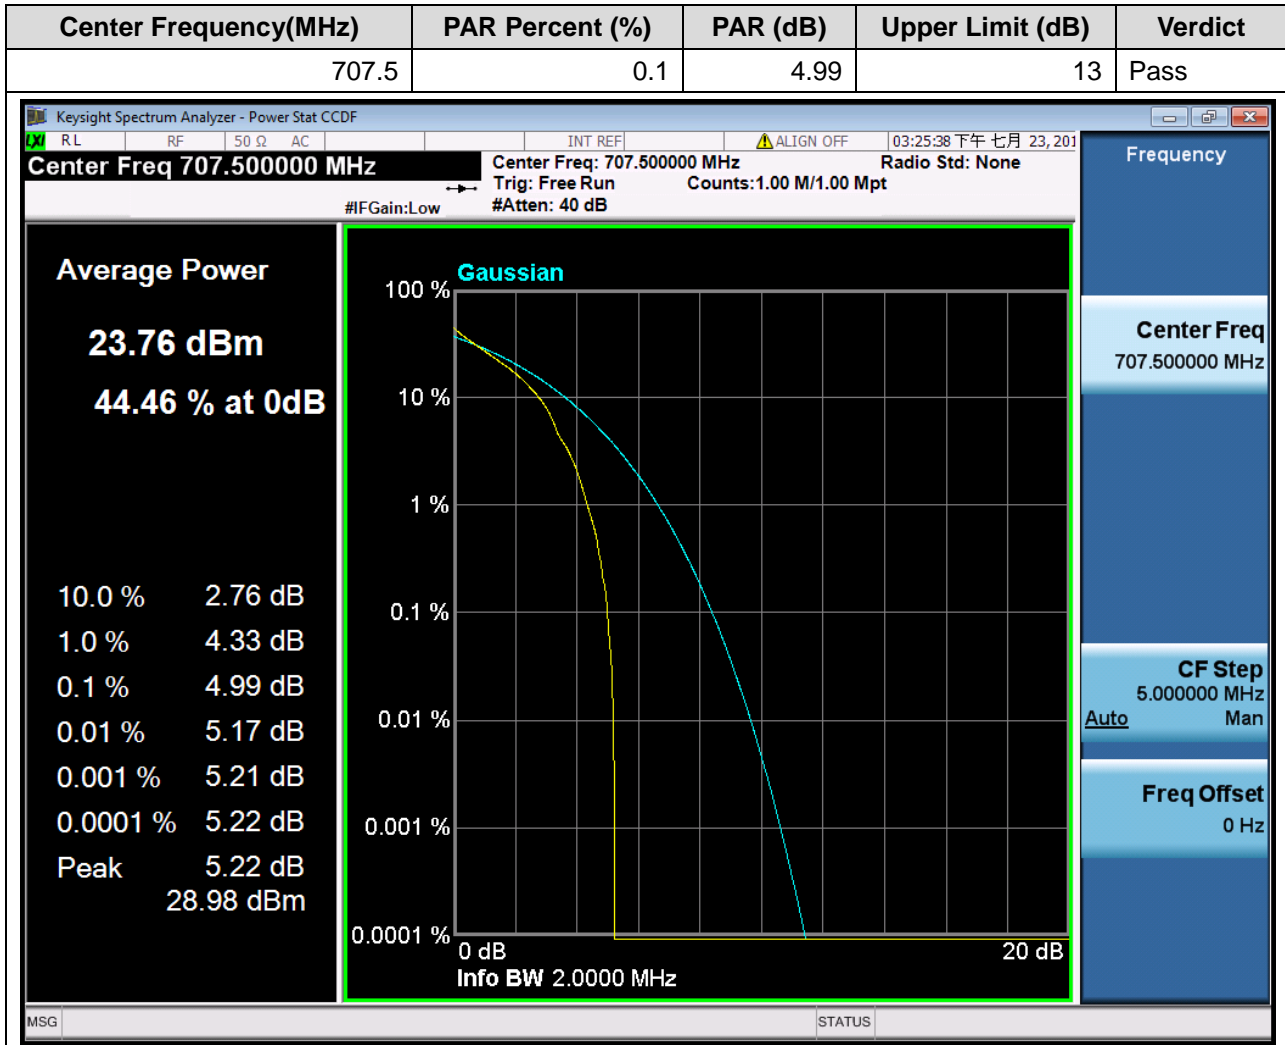 Center Frequency(MHz) PAR Percent (%) PAR (dB) Upper Limit (dB) Verdict
707.5 0.1 4.99 13 Pass
Keysight Spectrum Analyzer - Power Stat CCDF
LXI RL RF 50 Ω AC INT REF ALIGN OFF 03:25:38 下午 七月 23, 201
Center Freq 707.500000 MHz
Center Freq: 707.500000 MHz Radio Std: None
Trig: Free Run Counts:1.00 M/1.00 Mpt
#IFGain:Low #Atten: 40 dB
Frequency
Average Power
23.76 dBm
44.46 % at 0dB
10.0 % 2.76 dB
1.0 % 4.33 dB
0.1 % 4.99 dB
0.01 % 5.17 dB
0.001 % 5.21 dB
0.0001 % 5.22 dB
Peak 5.22 dB
28.98 dBm
Gaussian
100 %
10 %
1 %
0.1 %
0.01 %
0.001 %
0.0001 %
0 dB 20 dB
Info BW 2.0000 MHz
Center Freq
707.500000 MHz
CF Step
5.000000 MHz
Auto Man
Freq Offset
0 Hz
MSG STATUS